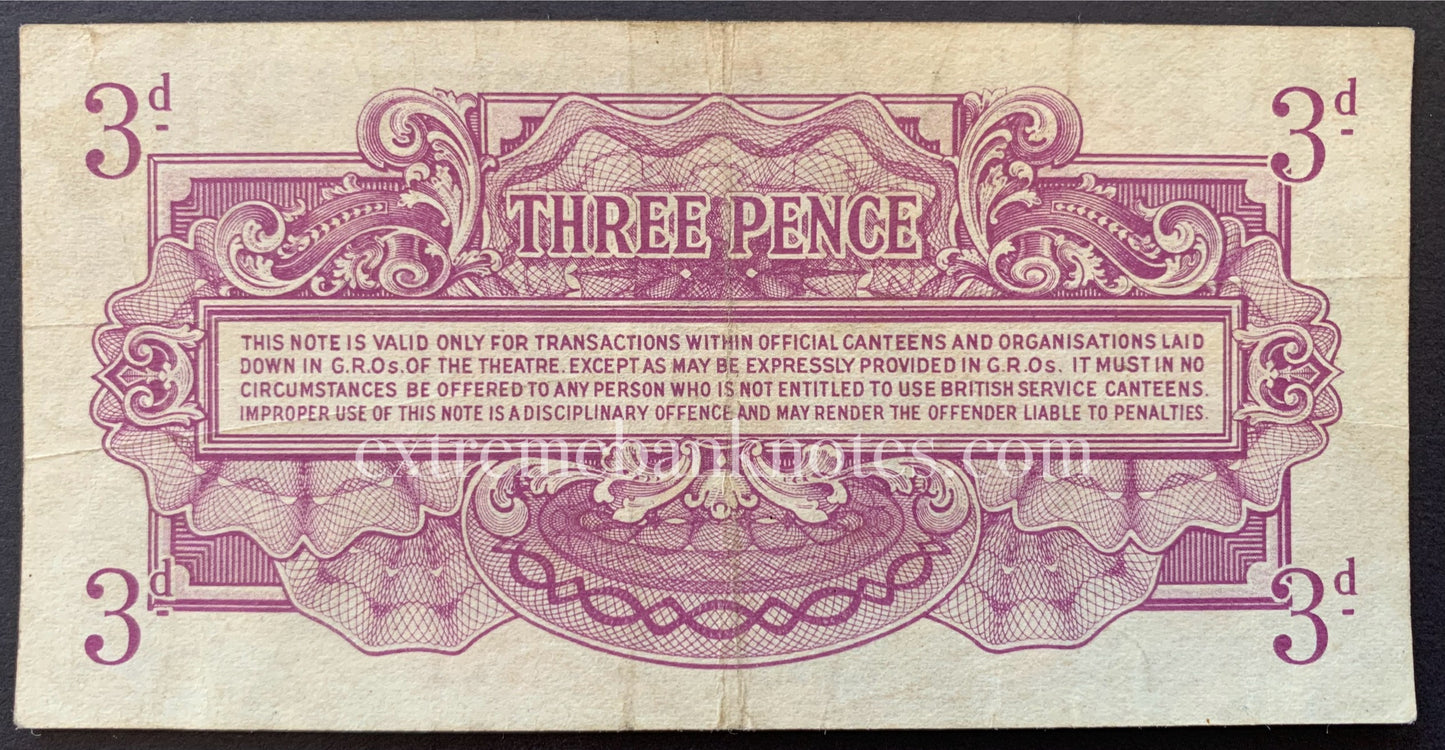 3d
3d
THREE PENCE
THIS NOTE IS VALID ONLY FOR TRANSACTIONS WITHIN OFFICIAL CANTEENS AND ORGANISATIONS LAID
DOWN IN G.R.Os. OF THE THEATRE. EXCEPT AS MAY BE EXPRESSLY PROVIDED IN G.R.Os. IT MUST IN NO
CIRCUMSTANCES BE OFFERED TO ANY PERSON WHO IS NOT ENTITLED TO USE BRITISH SERVICE CANTEENS.
IMPROPER USE OF THIS NOTE IS A DISCIPLINARY OFFENCE AND MAY RENDER THE OFFENDER LIABLE TO PENALTIES.
extremebanknotes.com
3d
3d